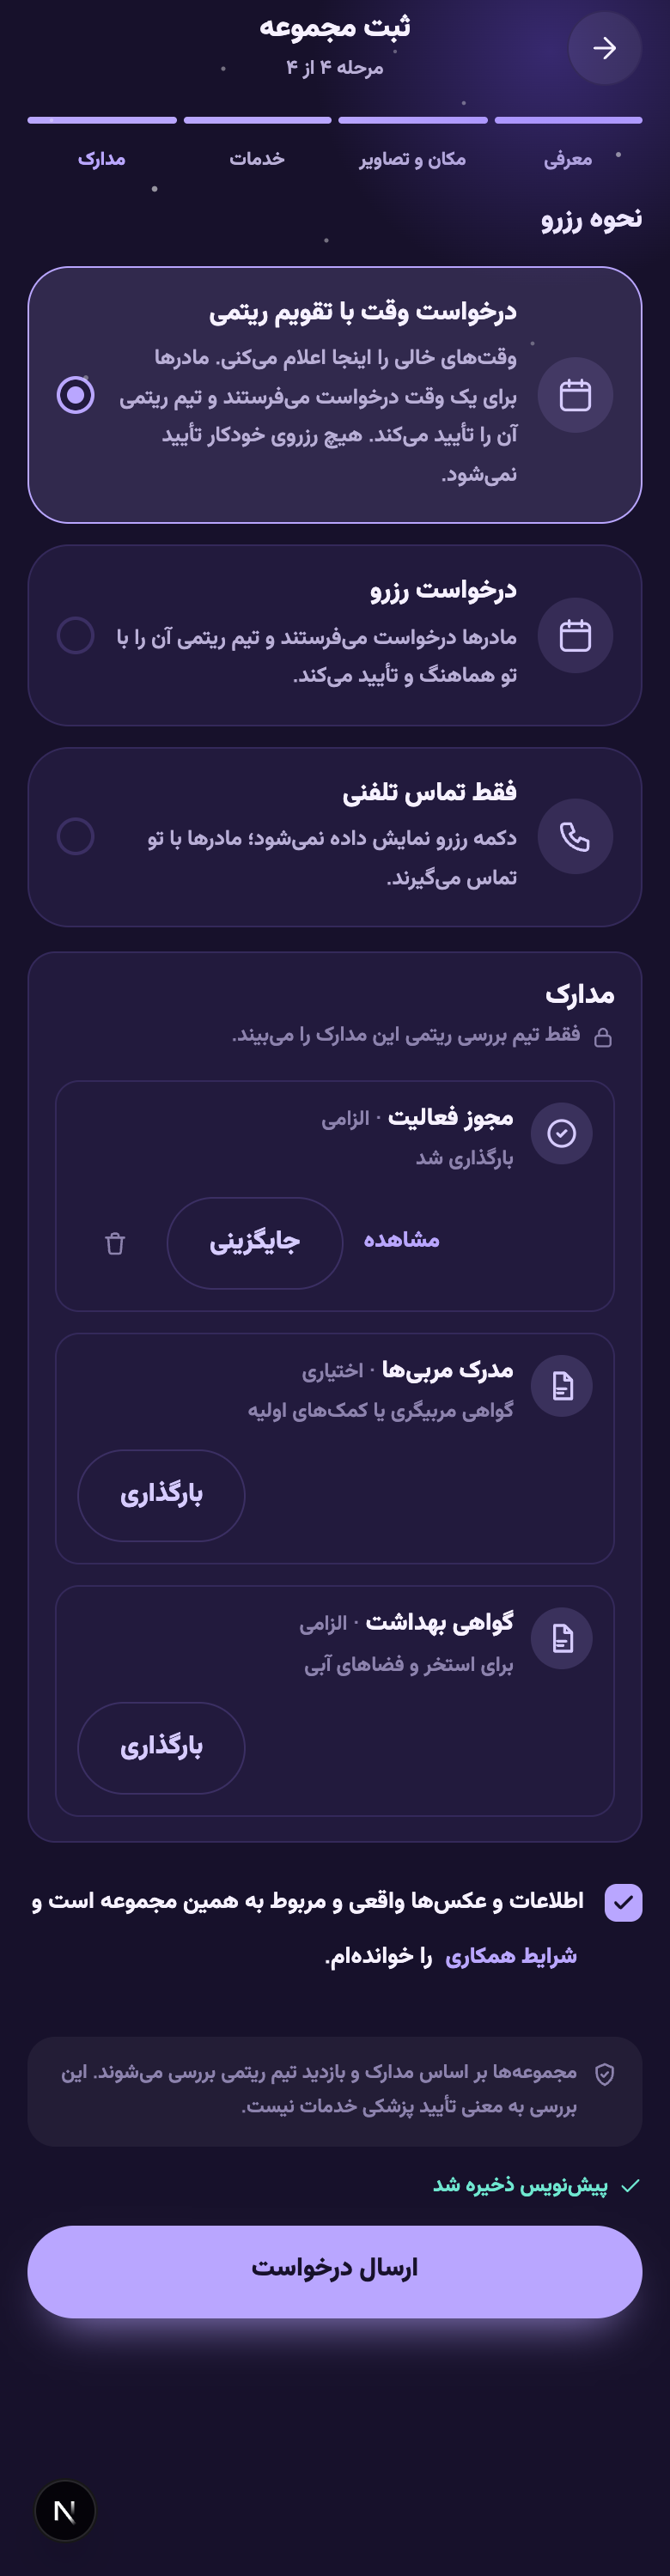 ثبت مجموعه
مرحله ۴ از ۴
معرفی
مکان و تصاویر
خدمات
مدارک
نحوه رزرو
درخواست وقت با تقویم ریتمی
وقت‌های خالی را اینجا اعلام می‌کنی. مادرها
برای یک وقت درخواست می‌فرستند و تیم ریتمی
آن را تأیید می‌کند. هیچ رزروی خودکار تأیید
نمی‌شود.
درخواست رزرو
مادرها درخواست می‌فرستند و تیم ریتمی آن را با
تو هماهنگ و تأیید می‌کند.
فقط تماس تلفنی
دکمه رزرو نمایش داده نمی‌شود؛ مادرها با تو
تماس می‌گیرند.
مدارک
فقط تیم بررسی ریتمی این مدارک را می‌بیند.
مجوز فعالیت · الزامی
بارگذاری شد
مشاهده
جایگزینی
مدرک مربی‌ها · اختیاری
گواهی مربیگری یا کمک‌های اولیه
بارگذاری
گواهی بهداشت · الزامی
برای استخر و فضاهای آبی
بارگذاری
اطلاعات و عکس‌ها واقعی و مربوط به همین مجموعه است و
شرایط همکاری را خوانده‌ام.
مجموعه‌ها بر اساس مدارک و بازدید تیم ریتمی بررسی می‌شوند. این
بررسی به معنی تأیید پزشکی خدمات نیست.
پیش‌نویس ذخیره شد
ارسال درخواست
N